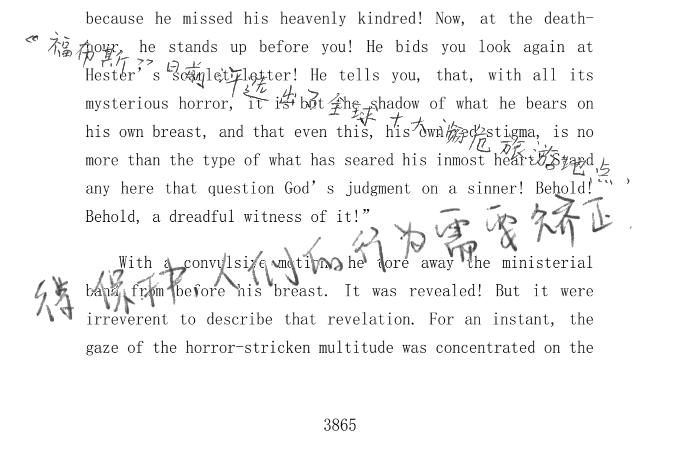 because he missed his heavenly kindred! Now, at the death-
hour, he stands up before you! He bids you look again at
Hester’s scarlet letter! He tells you, that, with all its
mysterious horror, it is but the shadow of what he bears on
his own breast, and that even this, his own red stigma, is no
more than the type of what has seared his inmost heart! Stand
any here that question God’s judgment on a sinner! Behold!
Behold, a dreadful witness of it!”
“福布斯”日前评选出了全球十大濒危旅游地点，
With a convulsive motion, he tore away the ministerial
band from before his breast. It was revealed! But it were
irreverent to describe that revelation. For an instant, the
gaze of the horror-stricken multitude was concentrated on the
保护人们的行为需要矫正.
3865